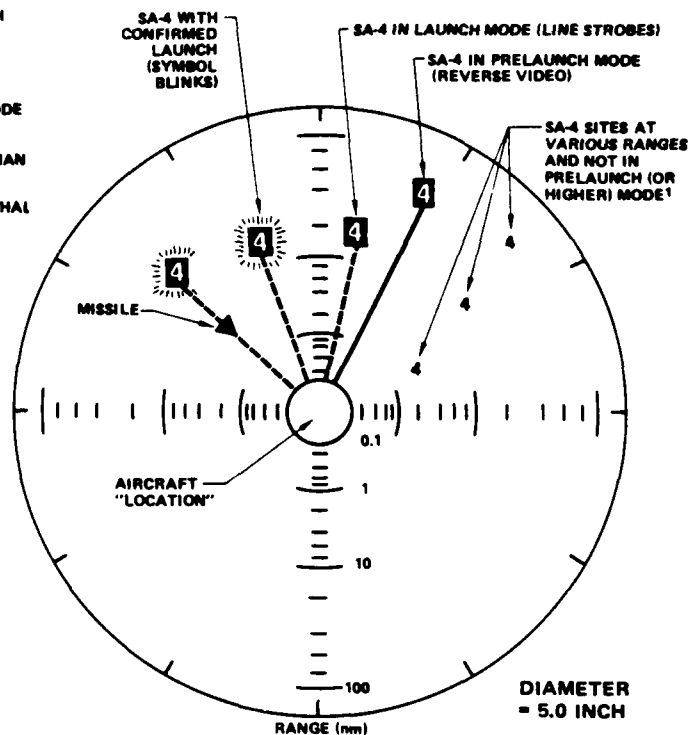 SA-4 WITH
CONFIRMED
LAUNCH
(SYMBOL
BLINKS)
SA-4 IN LAUNCH MODE (LINE STROBES)
SA-4 IN PRELAUNCH MODE
(REVERSE VIDEO)
SA-4 SITES AT
VARIOUS RANGES
AND NOT IN
PRELAUNCH (OR
HIGHER) MODE¹
4
4
4
4
4
4
4
MISSILE
AIRCRAFT
"LOCATION"
0.1
1
10
100
RANGE (nm)
DIAMETER
= 5.0 INCH